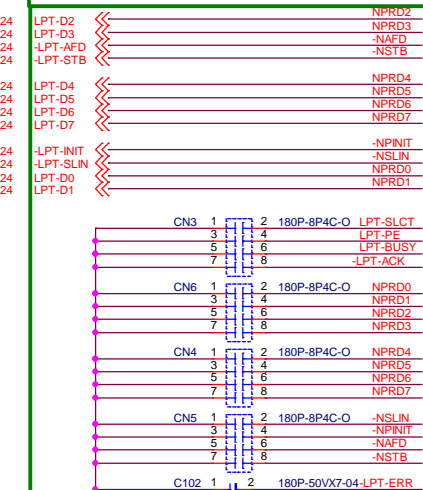 24 LPT-D2 NPRD2
24 LPT-D3 NPRD3
24 -LPT-AFD -NAFD
24 -LPT-STB -NSTB
24 LPT-D4 NPRD4
24 LPT-D5 NPRD5
24 LPT-D6 NPRD6
24 LPT-D7 NPRD7
24 -LPT-INIT -NPINIT
24 -LPT-SLIN -NSLIN
24 LPT-D0 NPRD0
24 LPT-D1 NPRD1
CN3 1 2 180P-8P4C-O LPT-SLCT
3 4 LPT-PE
5 6 LPT-BUSY
7 8 -LPT-ACK
CN6 1 2 180P-8P4C-O NPRD0
3 4 NPRD1
5 6 NPRD2
7 8 NPRD3
CN4 1 2 180P-8P4C-O NPRD4
3 4 NPRD5
5 6 NPRD6
7 8 NPRD7
CN5 1 2 180P-8P4C-O -NSLIN
3 4 -NPINIT
5 6 -NAFD
7 8 -NSTB
C102 1 2 180P-50VX7-04 -LPT-ERR